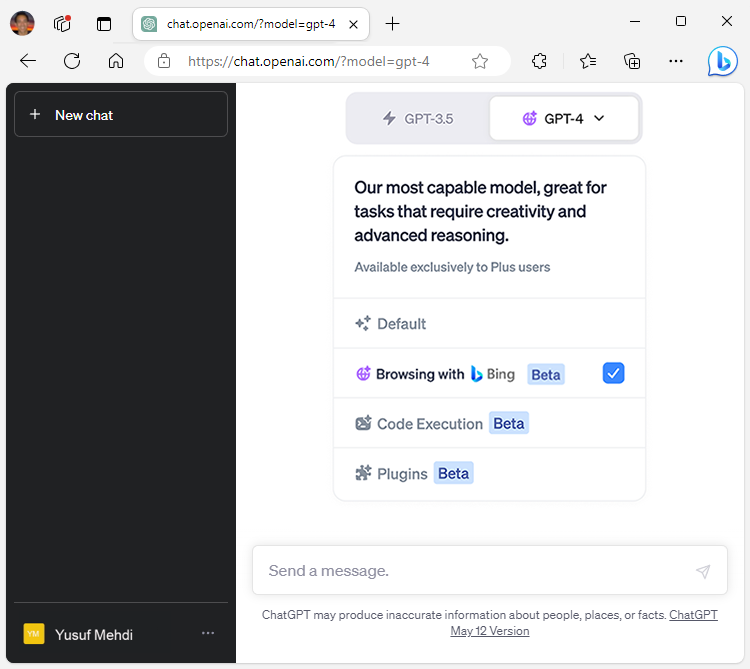 chat.openai.com/?model=gpt-4
https://chat.openai.com/?model=gpt-4
New chat
GPT-3.5
GPT-4
Our most capable model, great for
tasks that require creativity and
advanced reasoning.
Available exclusively to Plus users
Default
Browsing with Bing Beta
Code Execution Beta
Plugins Beta
Send a message.
ChatGPT may produce inaccurate information about people, places, or facts. ChatGPT
May 12 Version
YM Yusuf Mehdi